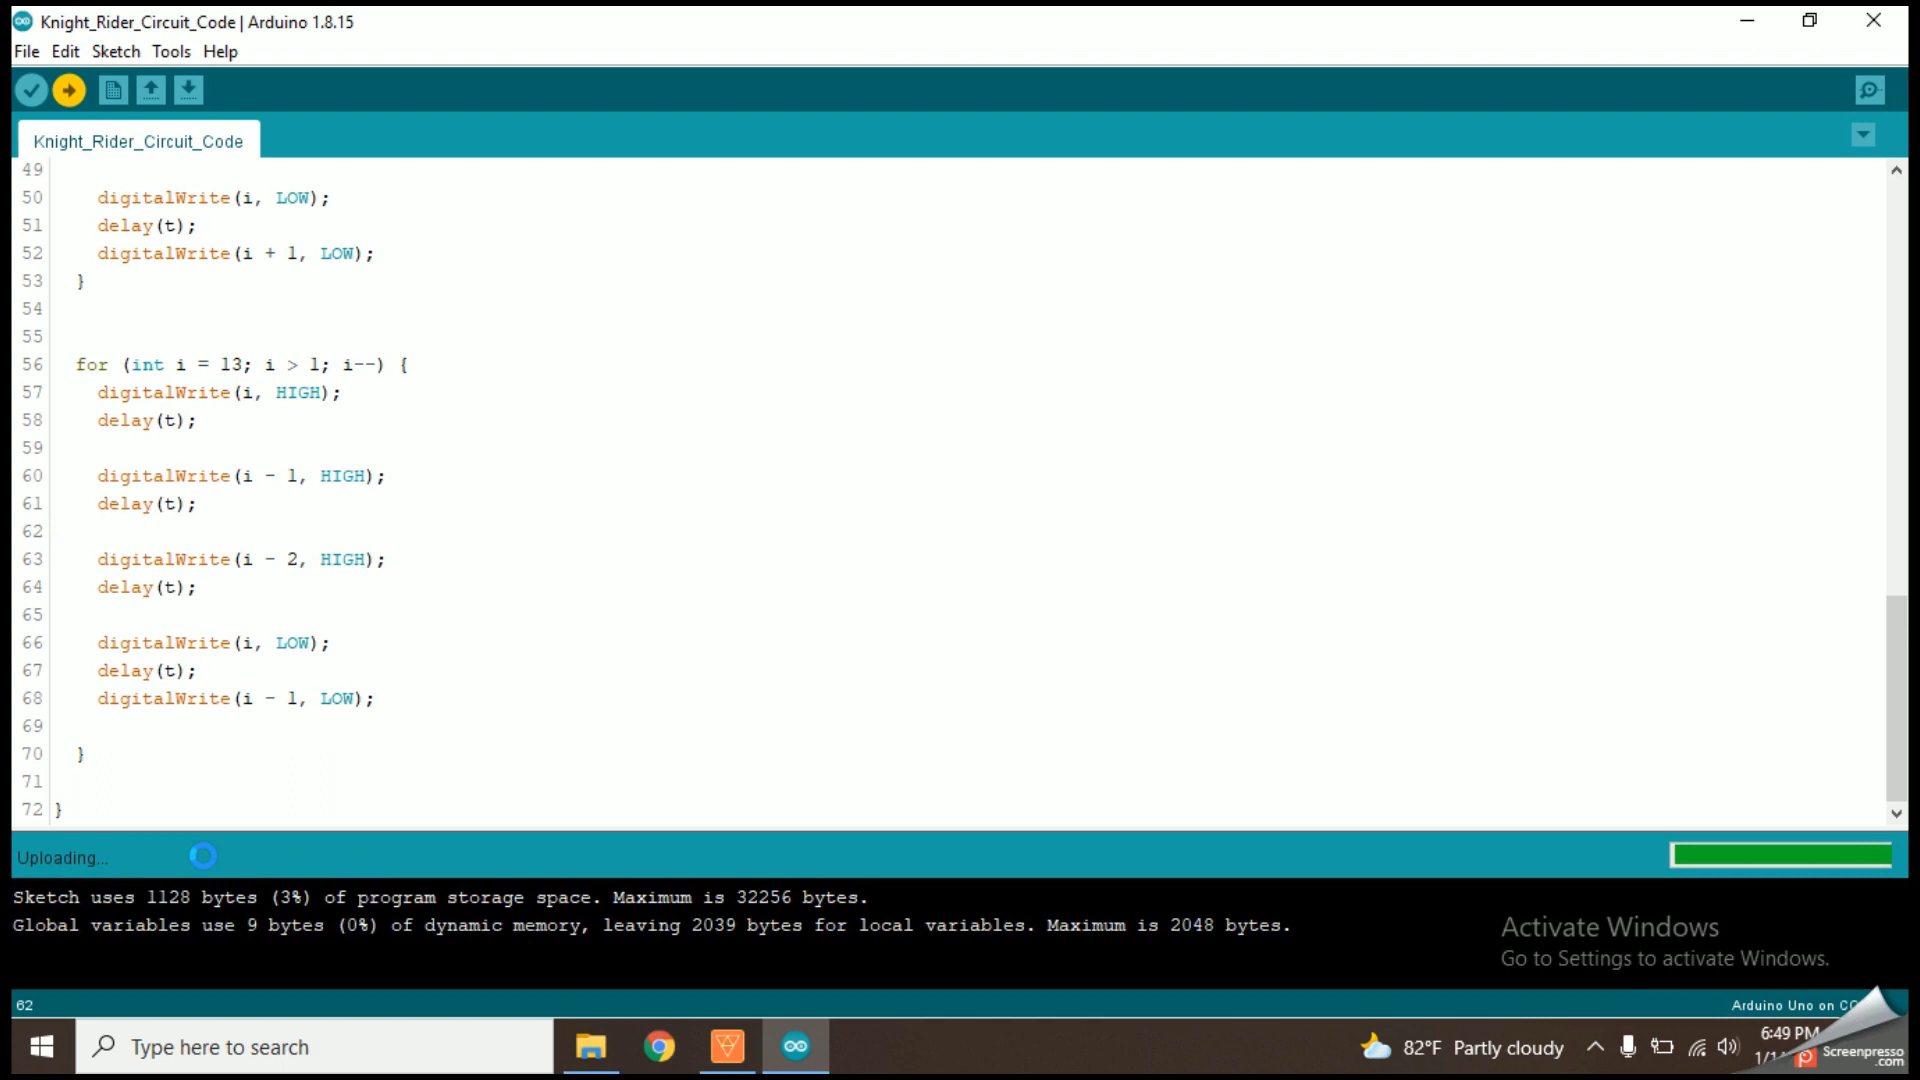 Knight_Rider_Circuit_Code | Arduino 1.8.15
File Edit Sketch Tools Help
Knight_Rider_Circuit_Code
49
50 digitalWrite(i, LOW);
51 delay(t);
52 digitalWrite(i + 1, LOW);
53 }
54
55
56 for (int i = 13; i > 1; i--) {
57 digitalWrite(i, HIGH);
58 delay(t);
59
60 digitalWrite(i - 1, HIGH);
61 delay(t);
62
63 digitalWrite(i - 2, HIGH);
64 delay(t);
65
66 digitalWrite(i, LOW);
67 delay(t);
68 digitalWrite(i - 1, LOW);
69
70 }
71
72 }
Uploading...
Sketch uses 1128 bytes (3%) of program storage space. Maximum is 32256 bytes.
Global variables use 9 bytes (0%) of dynamic memory, leaving 2039 bytes for local variables. Maximum is 2048 bytes.
Activate Windows
Go to Settings to activate Windows.
62
Arduino Uno on
Type here to search
82°F Partly cloudy
6:49 PM
Screenpresso
.com